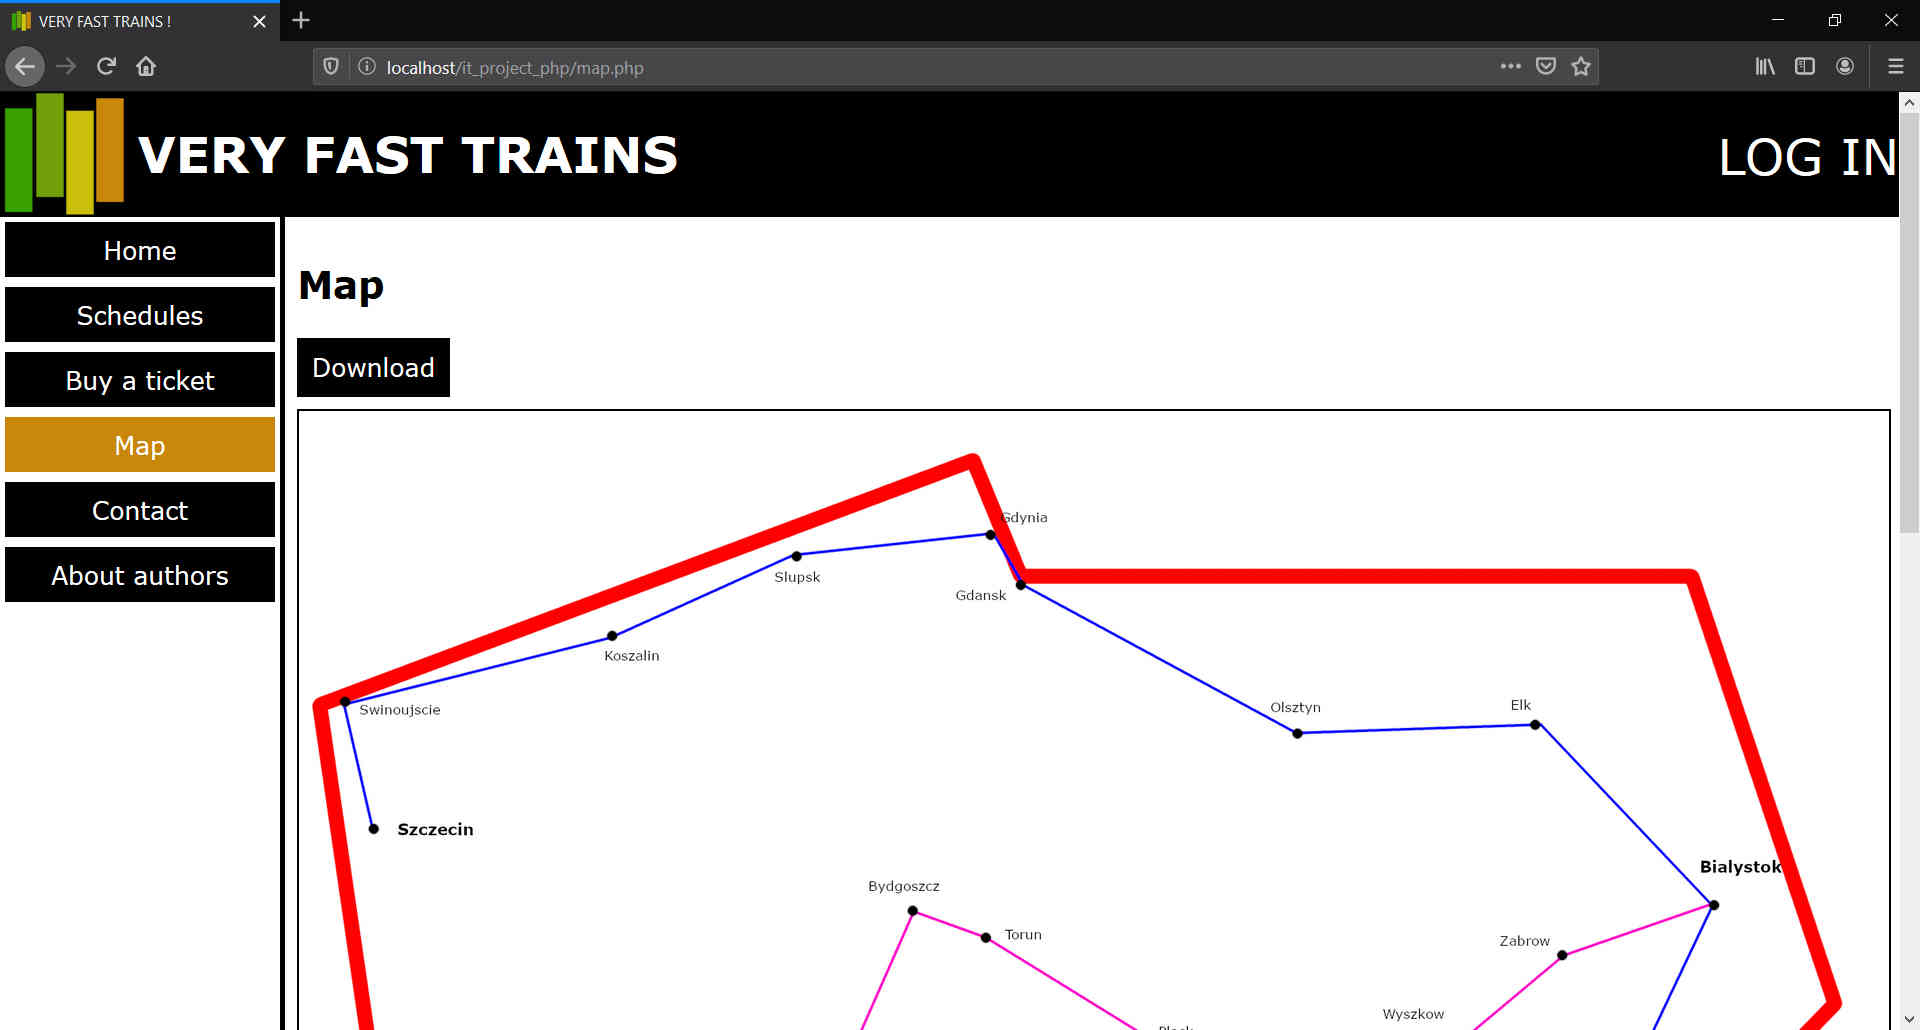 VERY FAST TRAINS !
localhost/it_project_php/map.php
VERY FAST TRAINS
LOG IN
Home
Schedules
Buy a ticket
Map
Contact
About authors
Map
Download
Gdynia
Slupsk
Gdansk
Koszalin
Swinoujscie
Olsztyn
Elk
Szczecin
Bialystok
Bydgoszcz
Torun
Zabrow
Wyszkow